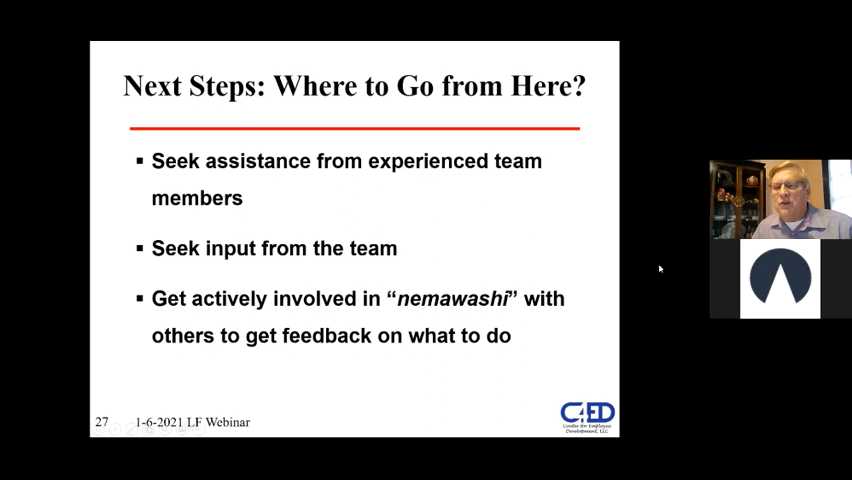 Next Steps: Where to Go from Here?
▪ Seek assistance from experienced team
members
▪ Seek input from the team
▪ Get actively involved in “nemawashi” with
others to get feedback on what to do
27 1-6-2021 LF Webinar
C4ED
Center for Employee
Development, LLC